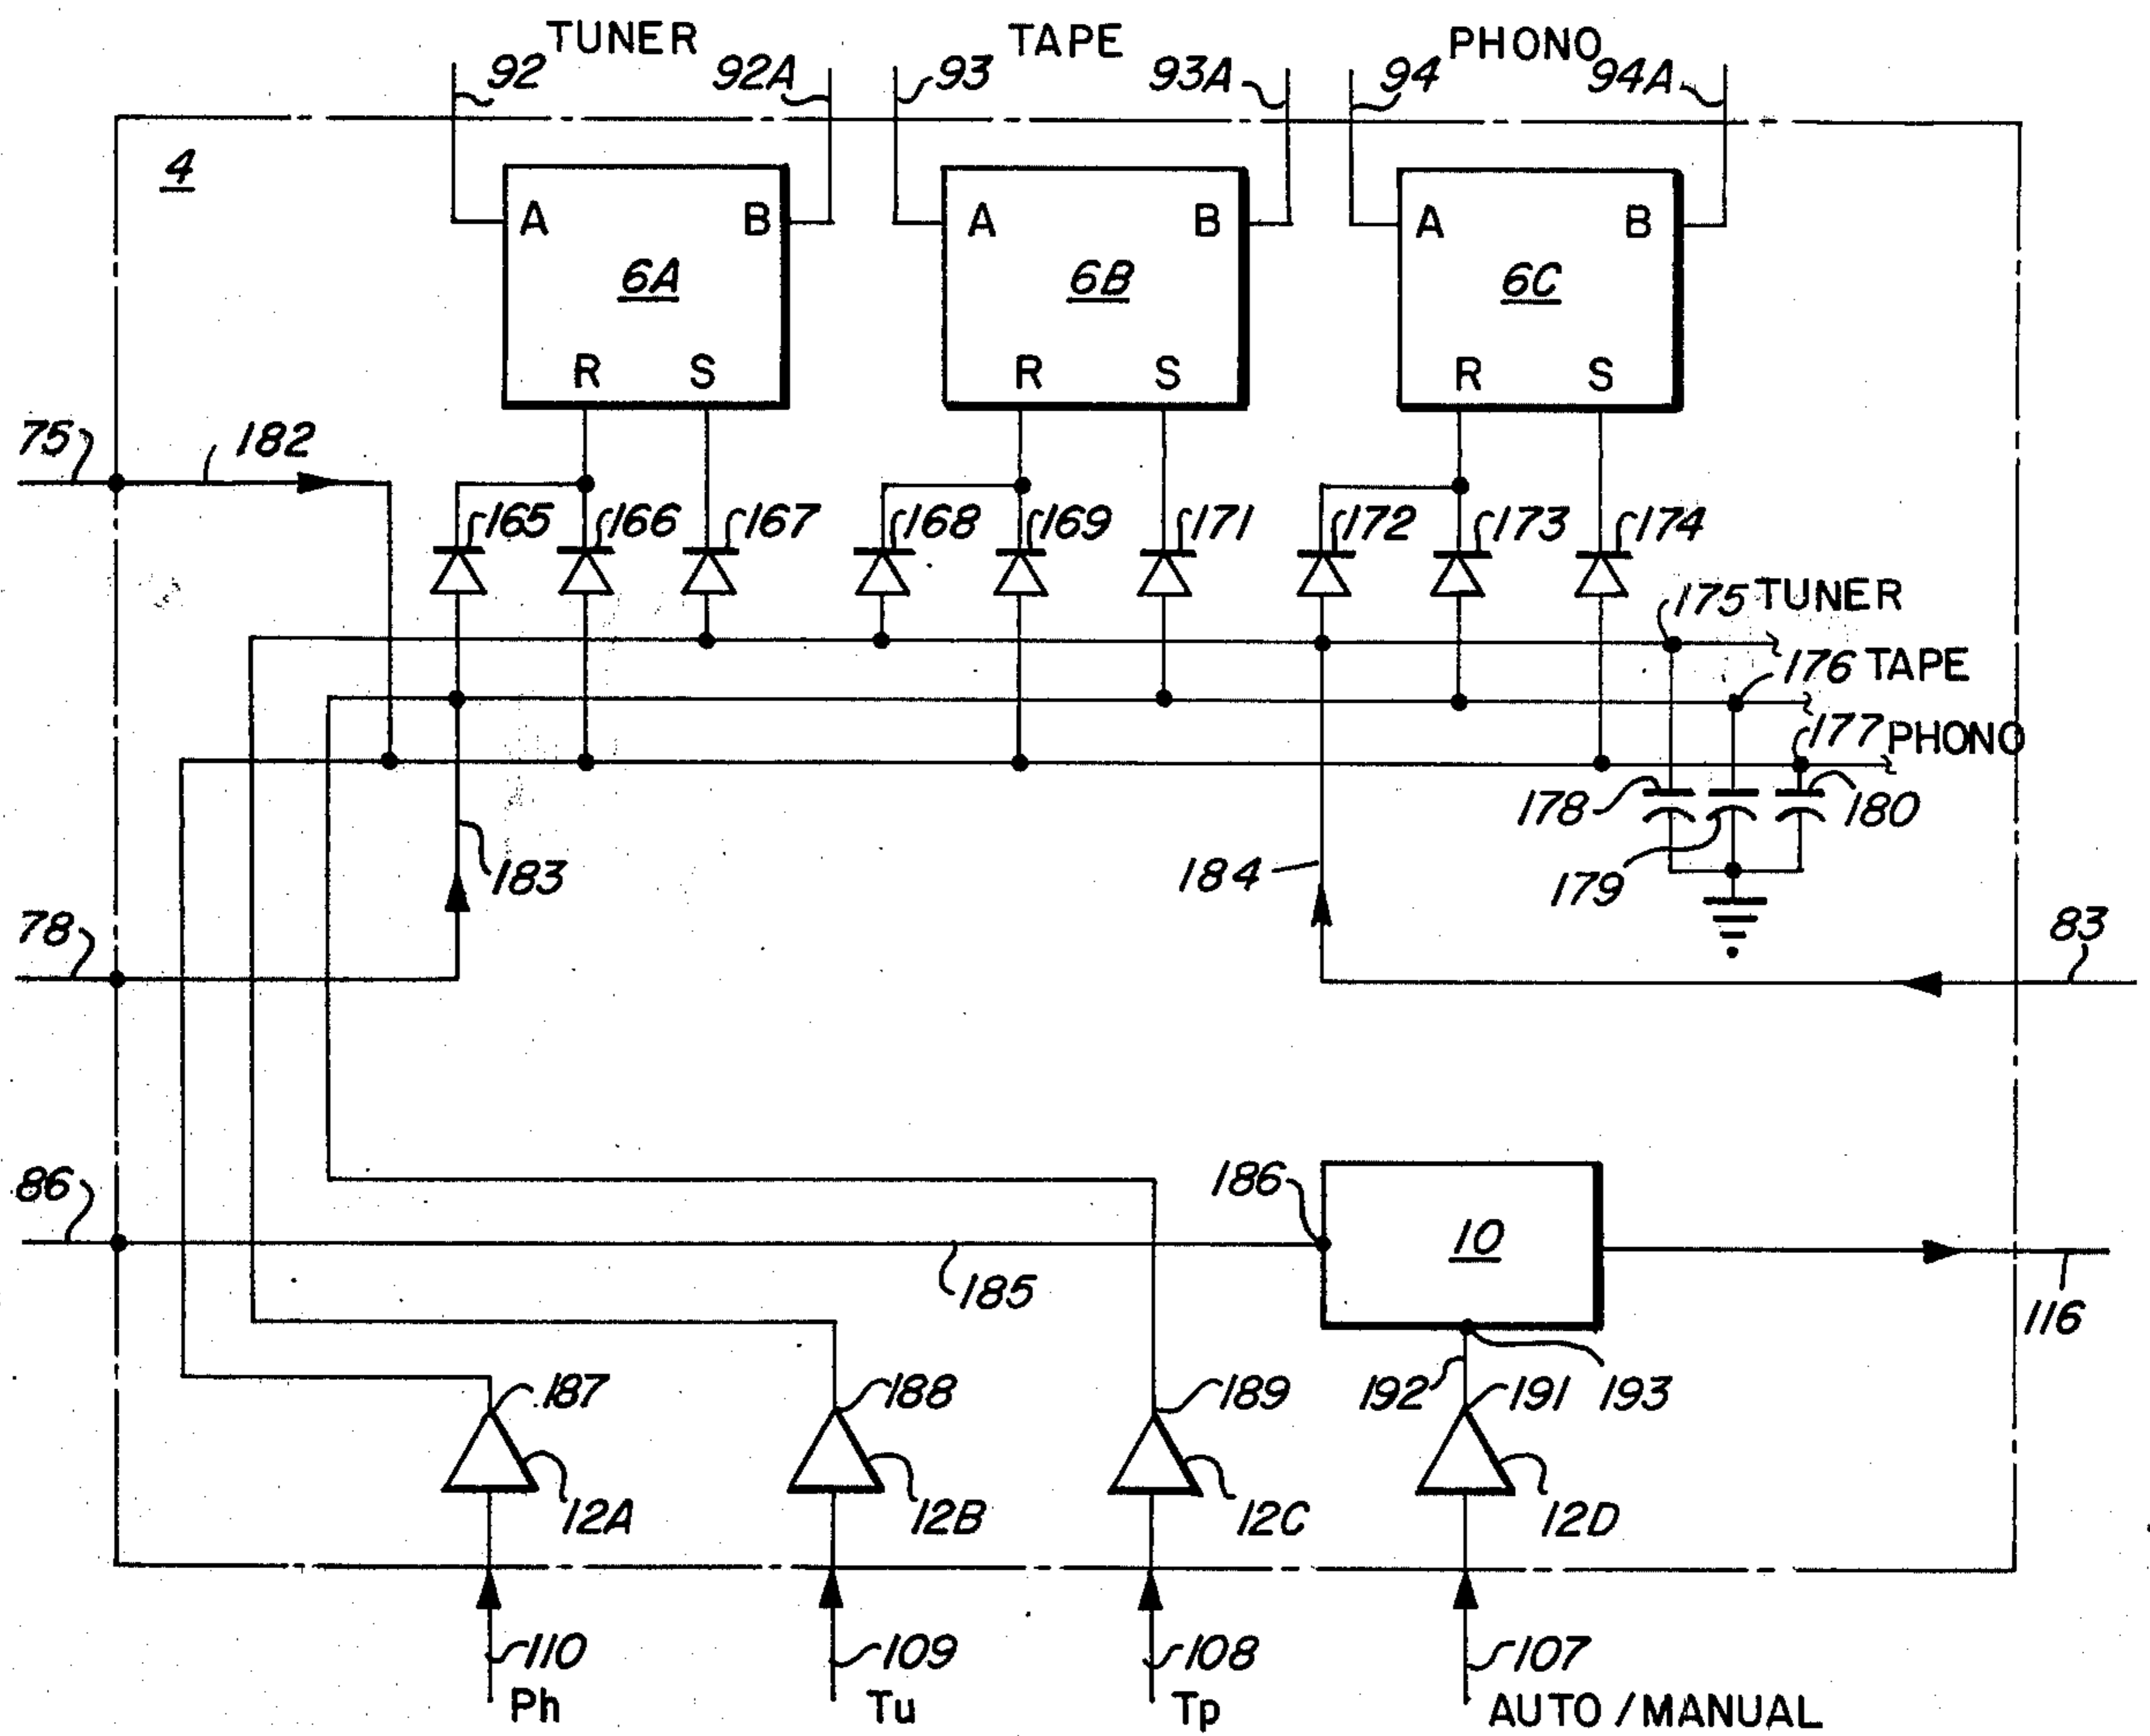 TUNER TAPE PHONO
92 92A 93 93A 94 94A
4
A B A B A B
6A 6B 6C
R S R S R S
75 182
165 166 167 168 169 171 172 173 174
175 TUNER
176 TAPE
177 PHONO
178 180
183 184 179
78 83
86 186 10
185 116
187 188 189 192 191 193
12A 12B 12C 12D
110 109 108 107
Ph Tu Tp AUTO/MANUAL